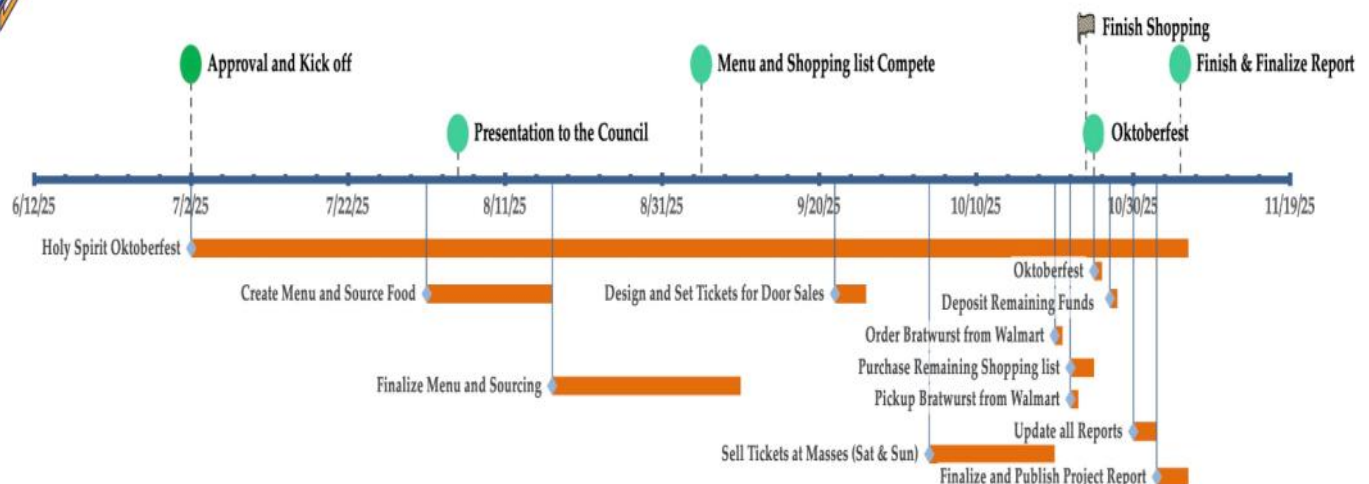 Finish Shopping
Approval and Kick off
Menu and Shopping list Compete
Finish & Finalize Report
Presentation to the Council
Oktoberfest
6/12/25 7/2/25 7/22/25 8/11/25 8/31/25 9/20/25 10/10/25 10/30/25 11/19/25
Holy Spirit Oktoberfest
Oktoberfest
Create Menu and Source Food
Design and Set Tickets for Door Sales
Deposit Remaining Funds
Order Bratwurst from Walmart
Purchase Remaining Shopping list
Finalize Menu and Sourcing
Pickup Bratwurst from Walmart
Update all Reports
Sell Tickets at Masses (Sat & Sun)
Finalize and Publish Project Report